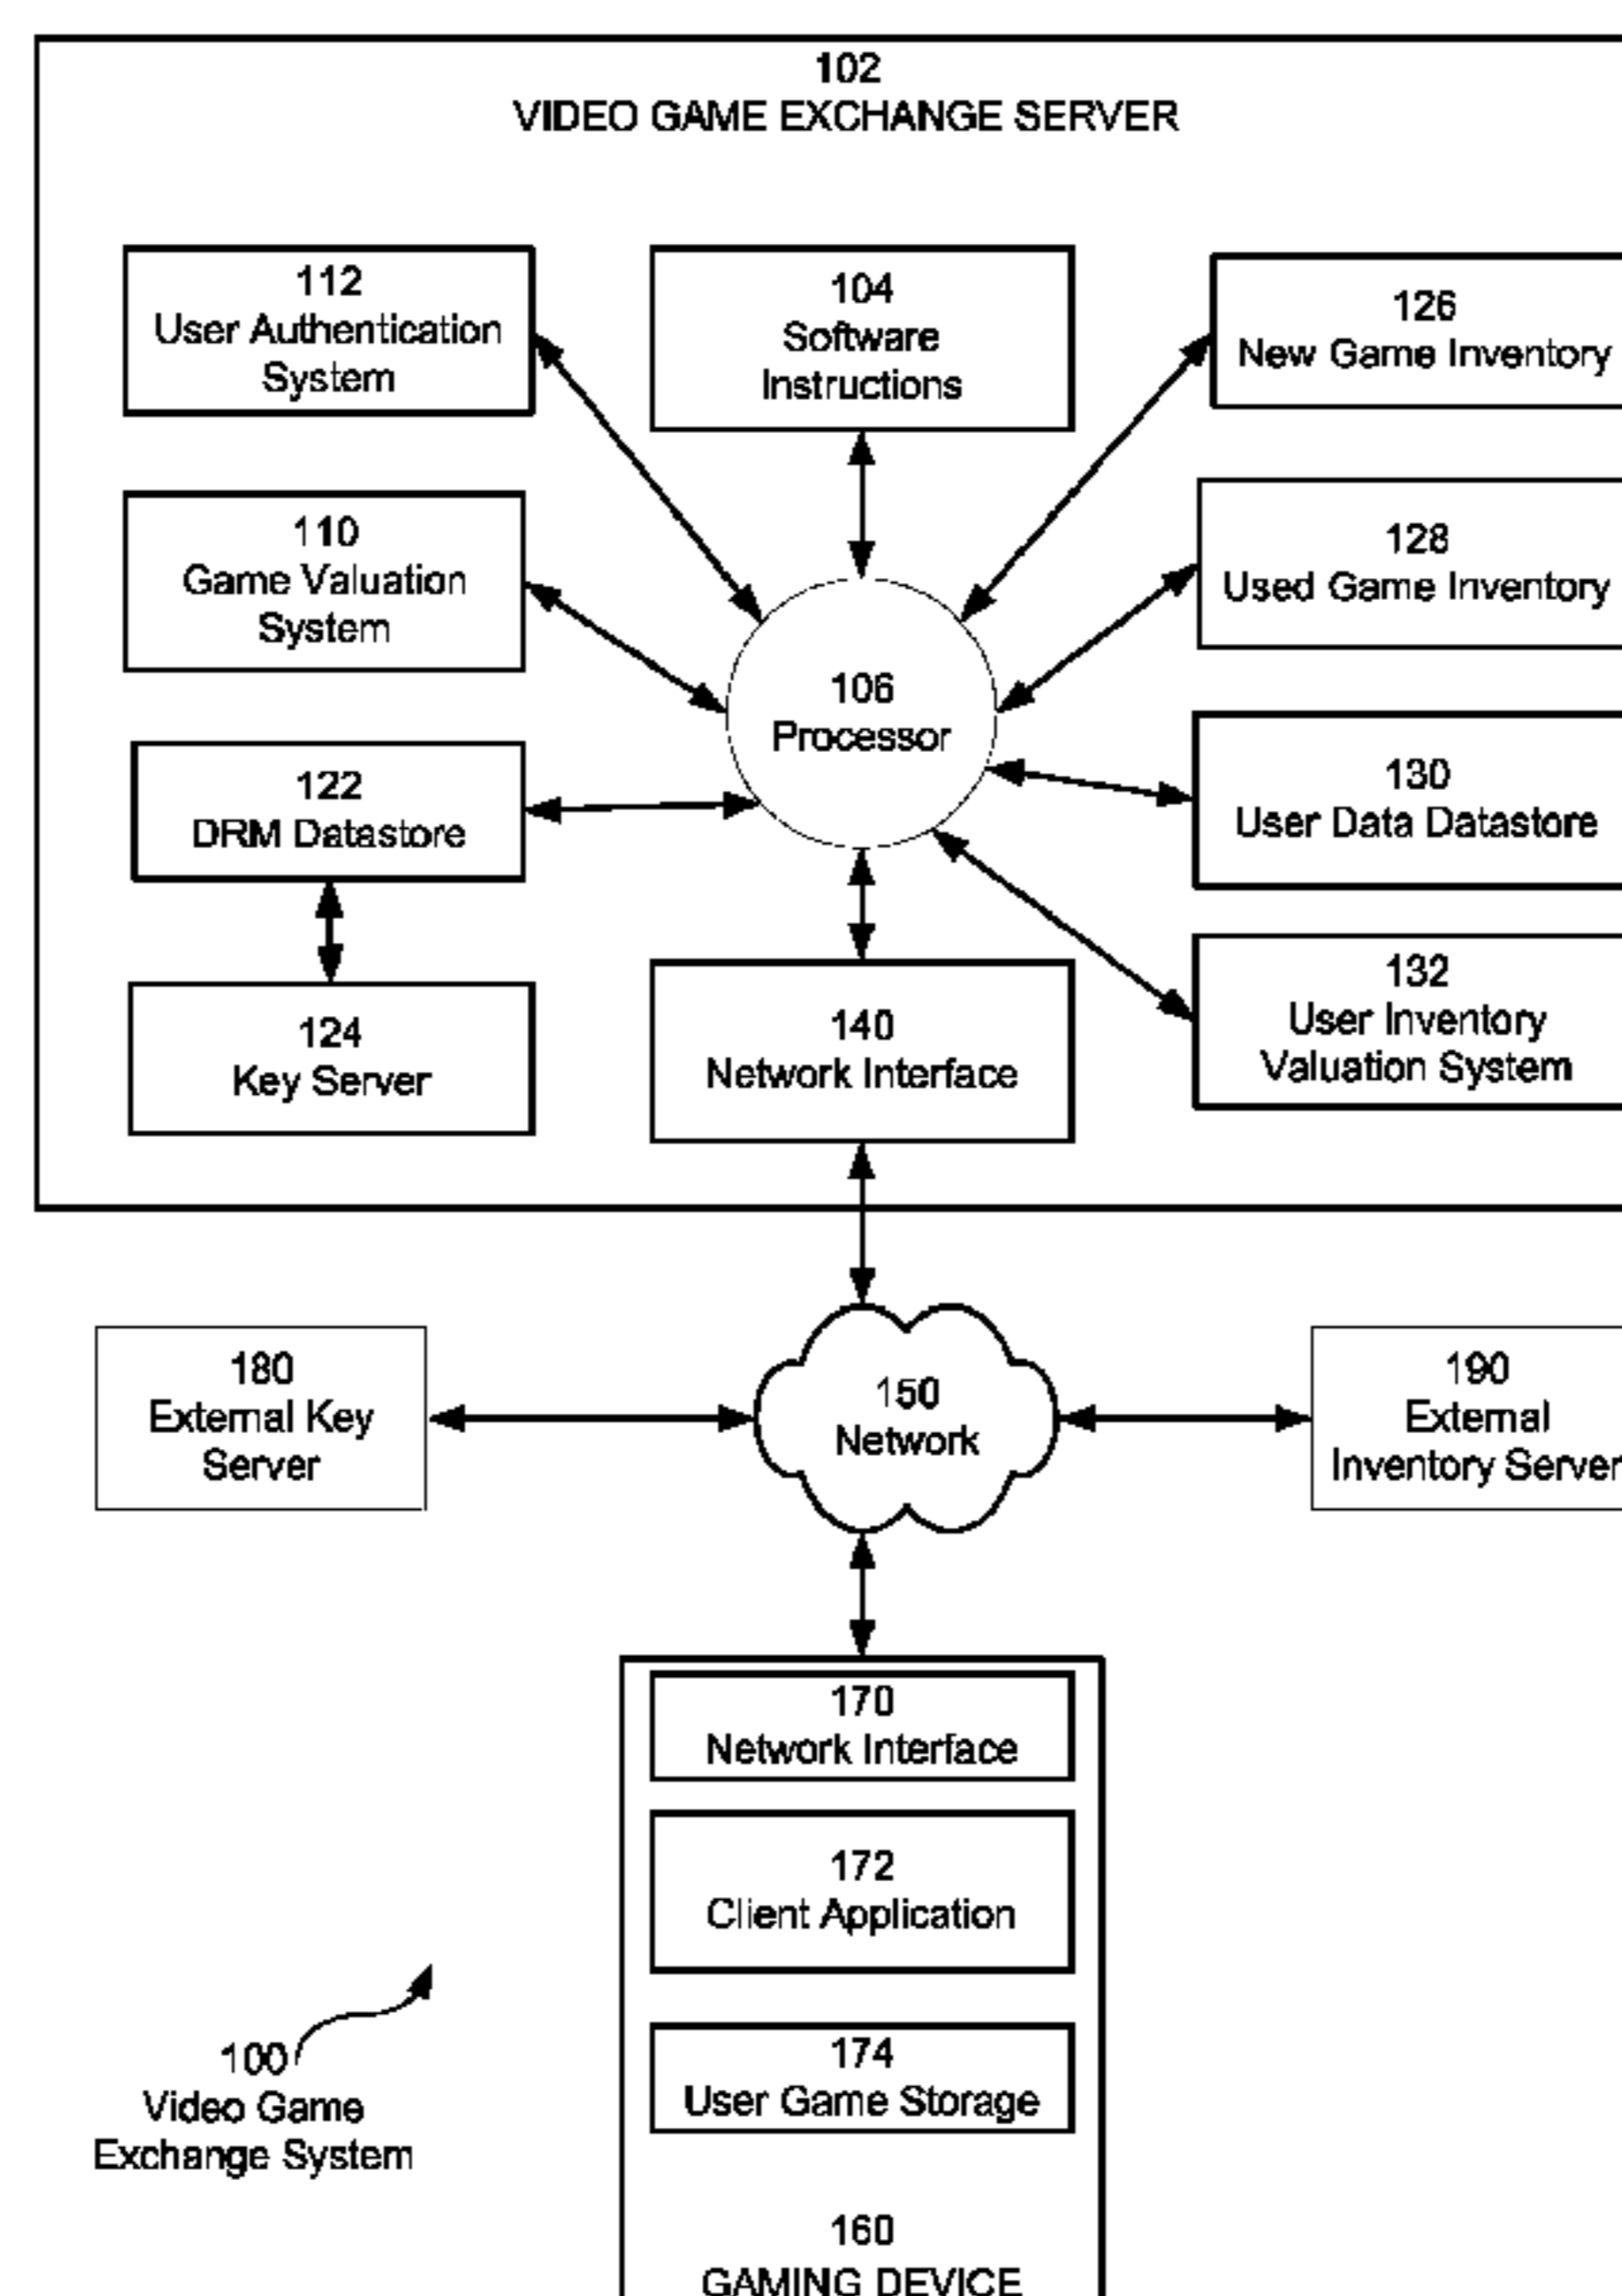 102
VIDEO GAME EXCHANGE SERVER
112
User Authentication
System
104
Software
Instructions
126
New Game Inventory
110
Game Valuation
System
128
Used Game Inventory
106
Processor
122
DRM Datastore
130
User Data Datastore
124
Key Server
140
Network Interface
132
User Inventory
Valuation System
180
External Key
Server
150
Network
190
External
Inventory Server
170
Network Interface
172
Client Application
174
User Game Storage
100
Video Game
Exchange System
160
GAMING DEVICE